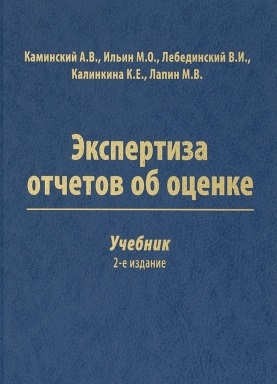 Каминский А.В., Ильин М.О., Лебединский В.И.,
Калинкина К.Е., Лапин М.В.
Экспертиза
отчетов об оценке
Учебник
2-е издание